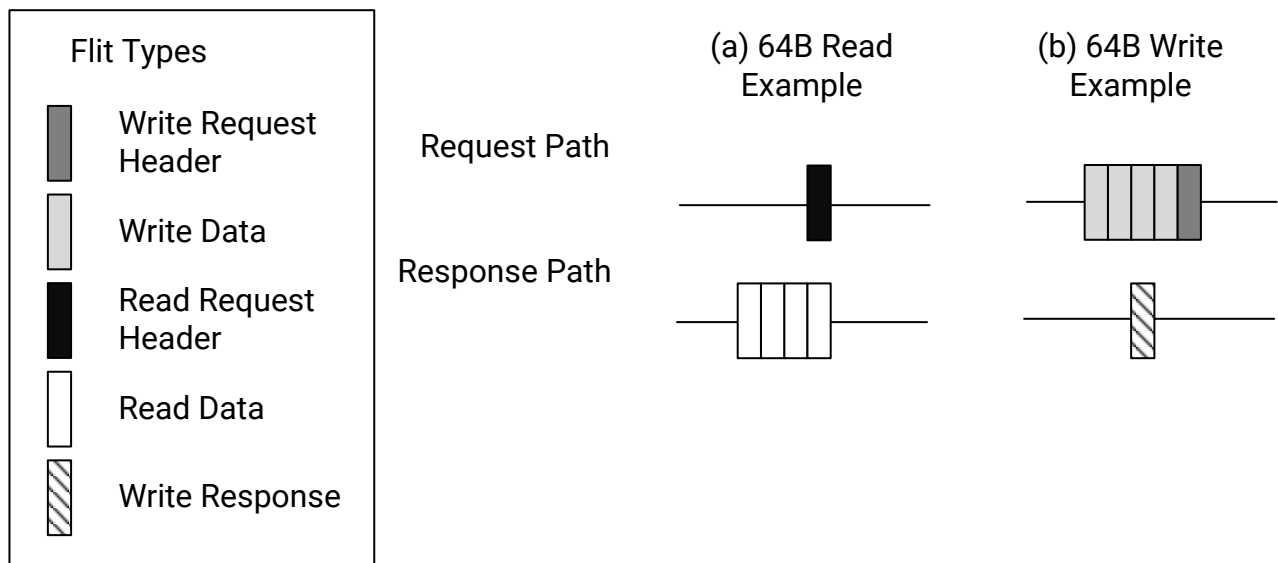 Flit Types
Write Request
Header
Write Data
Read Request
Header
Read Data
Write Response
(a) 64B Read
Example
(b) 64B Write
Example
Request Path
Response Path